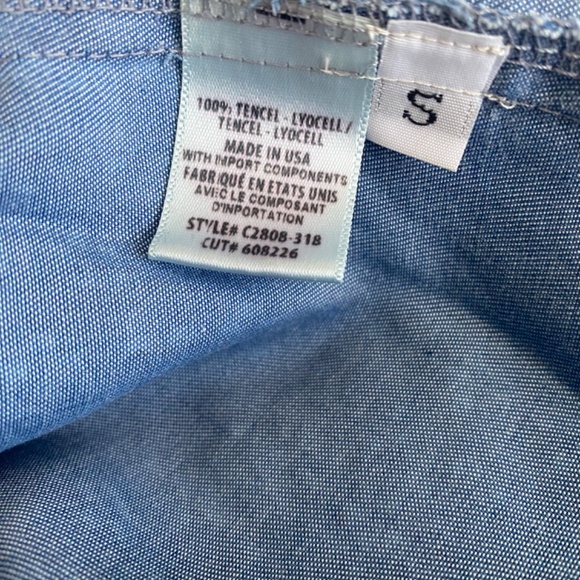 100% TENCEL - LYOCELL /
TENCEL - LYOCELL
MADE IN USA
WITH IMPORT COMPONENTS
FABRIQUÉ EN ETATS UNIS
AVEC LE COMPOSANT
D'IMPORTATION
STYLE# C2808-318
CUT# 608226
S